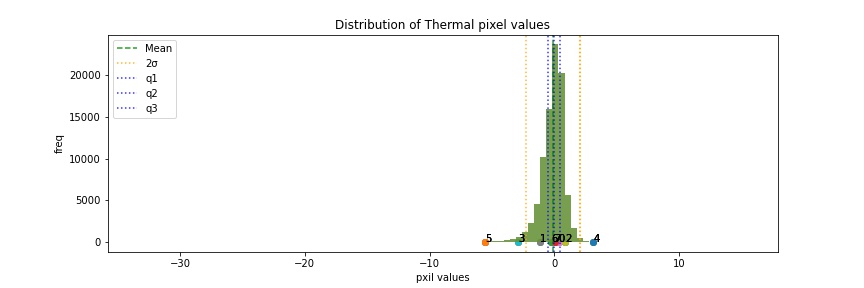 Distribution of Thermal pixel values
Mean
2σ
q1
q2
q3
freq
20000
15000
10000
5000
0
5 3 1 2 4
−30 −20 −10 0 10
pxil values